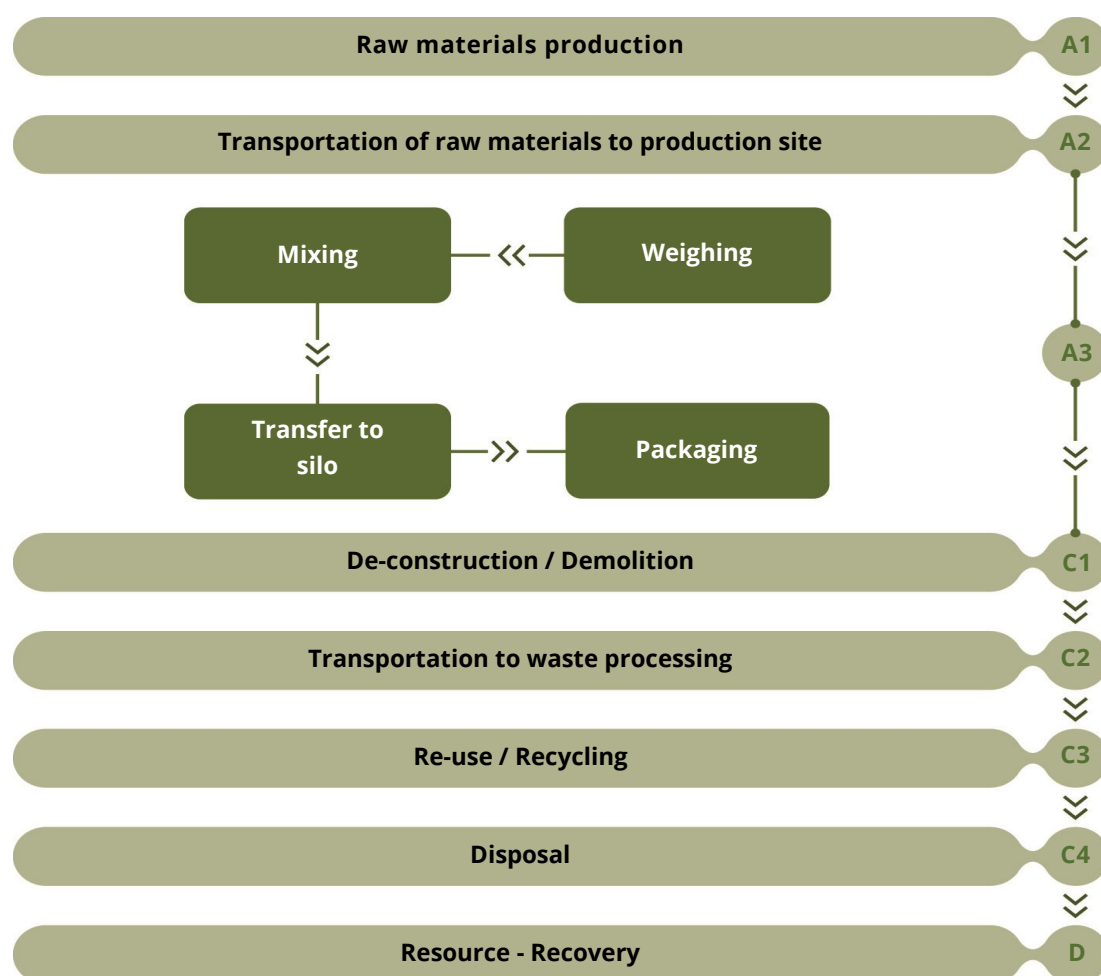 Raw materials production A1
Transportation of raw materials to production site A2
Mixing
Weighing
A3
Transfer to
silo
Packaging
De-construction / Demolition C1
Transportation to waste processing C2
Re-use / Recycling C3
Disposal C4
Resource - Recovery D